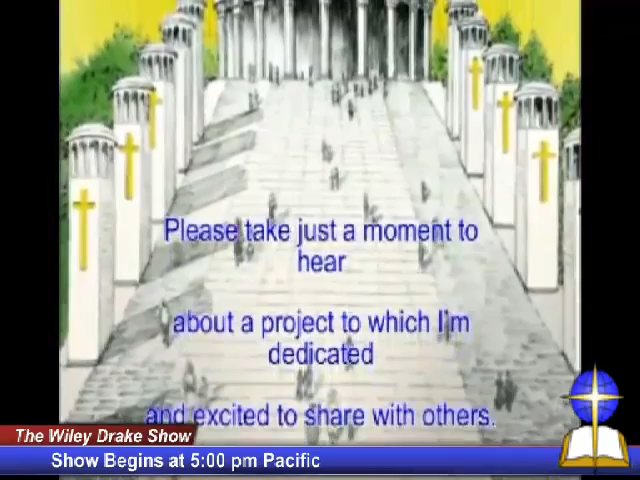 Please take just a moment to
hear
about a project to which I'm
dedicated
and excited to share with others.
The Wiley Drake Show
Show Begins at 5:00 pm Pacific